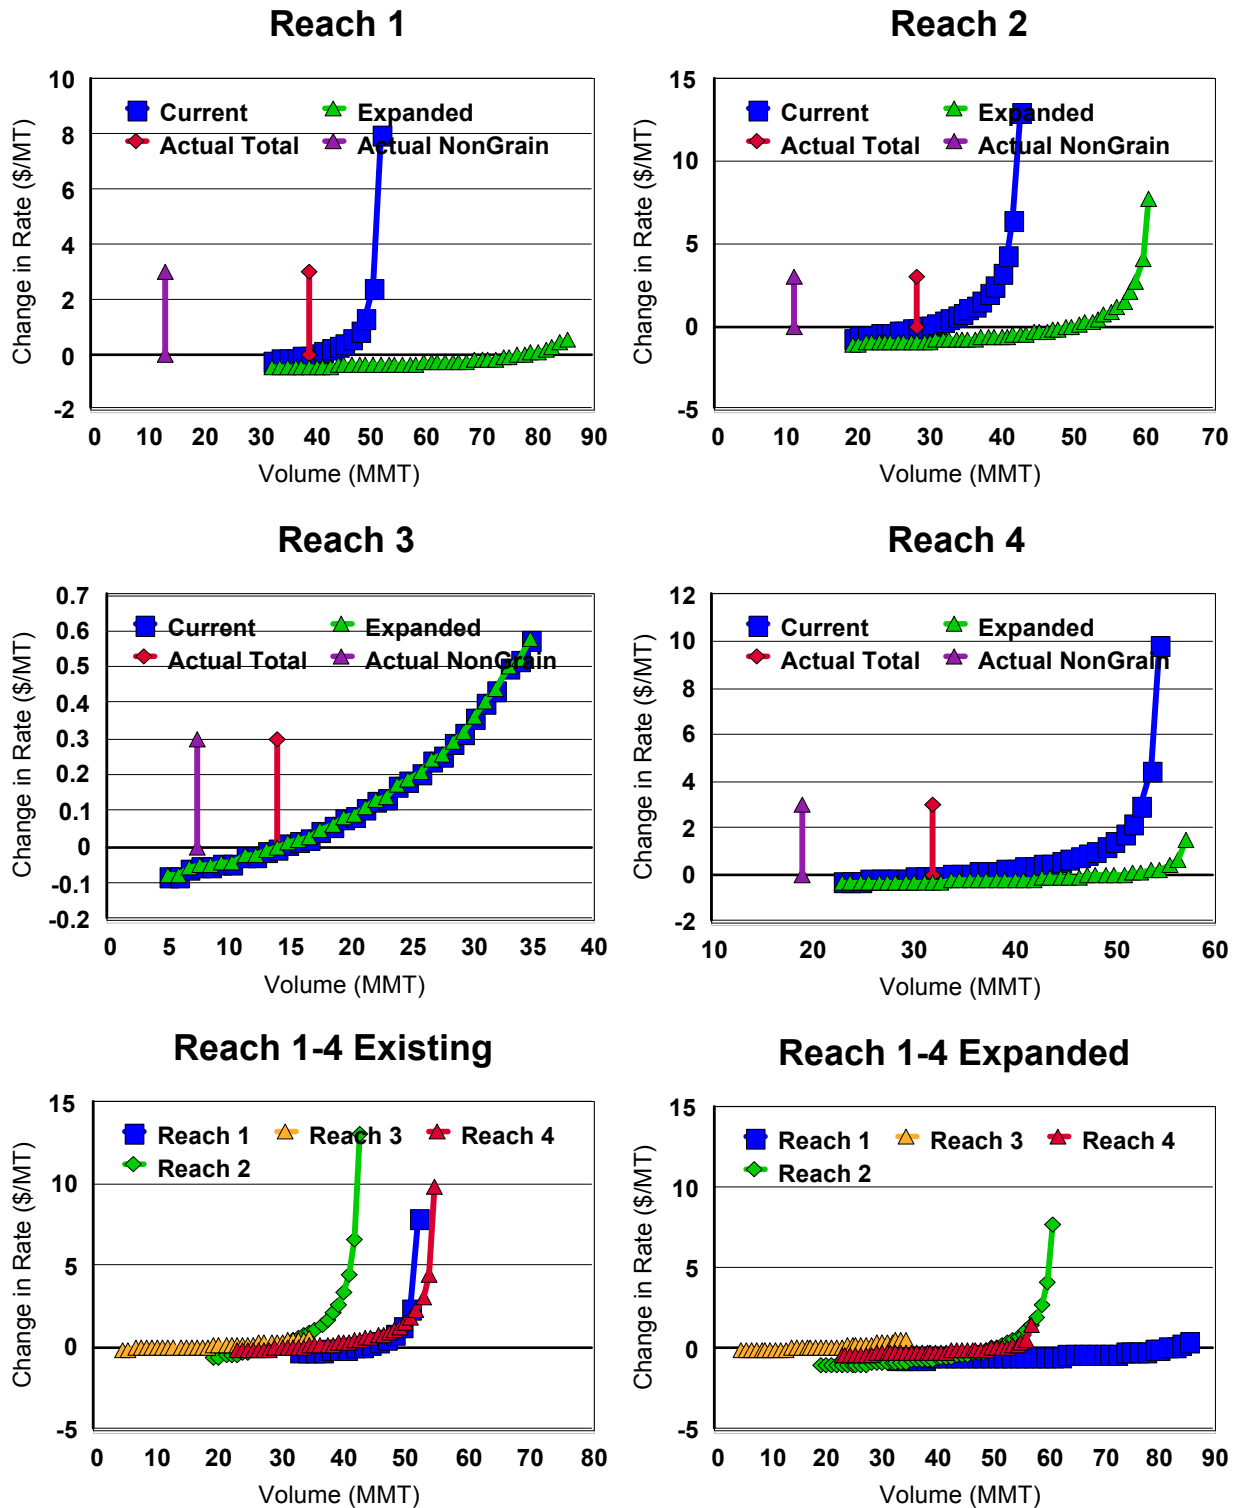 Reach 1
Change in Rate ($/MT)
10
8
6
4
2
0
-2
Current
Expanded
Actual Total
Actual NonGrain
0 10 20 30 40 50 60 70 80 90
Volume (MMT)
Reach 2
Change in Rate ($/MT)
15
10
5
0
-5
Current
Expanded
Actual Total
Actual NonGrain
0 10 20 30 40 50 60 70
Volume (MMT)
Reach 3
Change in Rate ($/MT)
0.7
0.6
0.5
0.4
0.3
0.2
0.1
0
-0.1
-0.2
Current
Expanded
Actual Total
Actual NonGrain
0 5 10 15 20 25 30 35 40
Volume (MMT)
Reach 4
Change in Rate ($/MT)
12
10
8
6
4
2
0
-2
Current
Expanded
Actual Total
Actual NonGrain
10 20 30 40 50 60
Volume (MMT)
Reach 1-4 Existing
Change in Rate ($/MT)
15
10
5
0
-5
Reach 1
Reach 3
Reach 4
Reach 2
0 10 20 30 40 50 60 70 80
Volume (MMT)
Reach 1-4 Expanded
Change in Rate ($/MT)
15
10
5
0
-5
Reach 1
Reach 3
Reach 4
Reach 2
0 10 20 30 40 50 60 70 80 90
Volume (MMT)